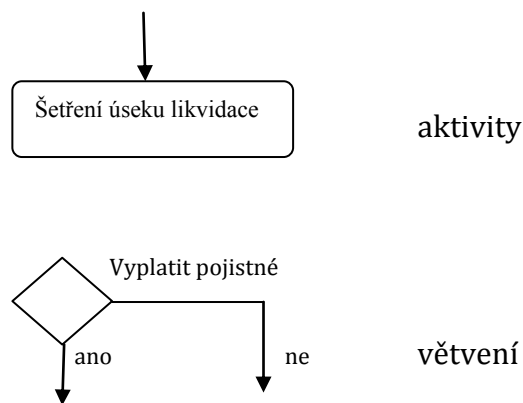 Šetření úseku likvidace
aktivity
Vyplatit pojistné
ano
ne
větvení